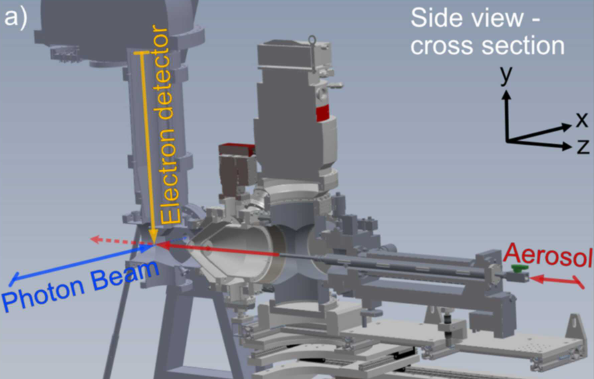 a)
Side view -
cross section
y
x
z
Electron detector
Aerosol
Photon Beam